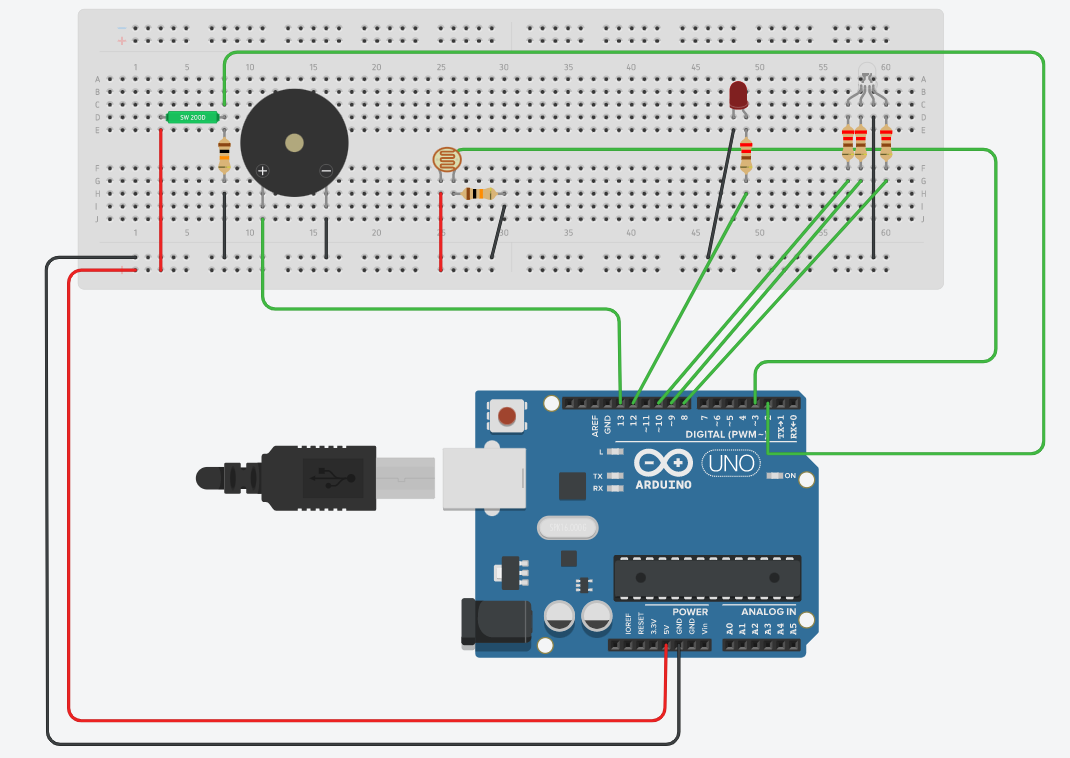 − −
+
1 5 10 15 20 25 30 35 40 45 50 55 60
A A
B B
C C
D SW 200D D
E E
+ −
F F
G G
H H
I I
J J
1 5 10 15 20 25 30 35 40 45 50 55 60
AREF GND 13 12 ~11 ~10 ~9 8 7 ~6 ~5 4 ~3 2 TX→1 RX←0
DIGITAL (PWM~)
L
TX
RX
ARDUINO
UNO
ON
POWER ANALOG IN
IOREF RESET 3.3V 5V GND GND Vin A0 A1 A2 A3 A4 A5